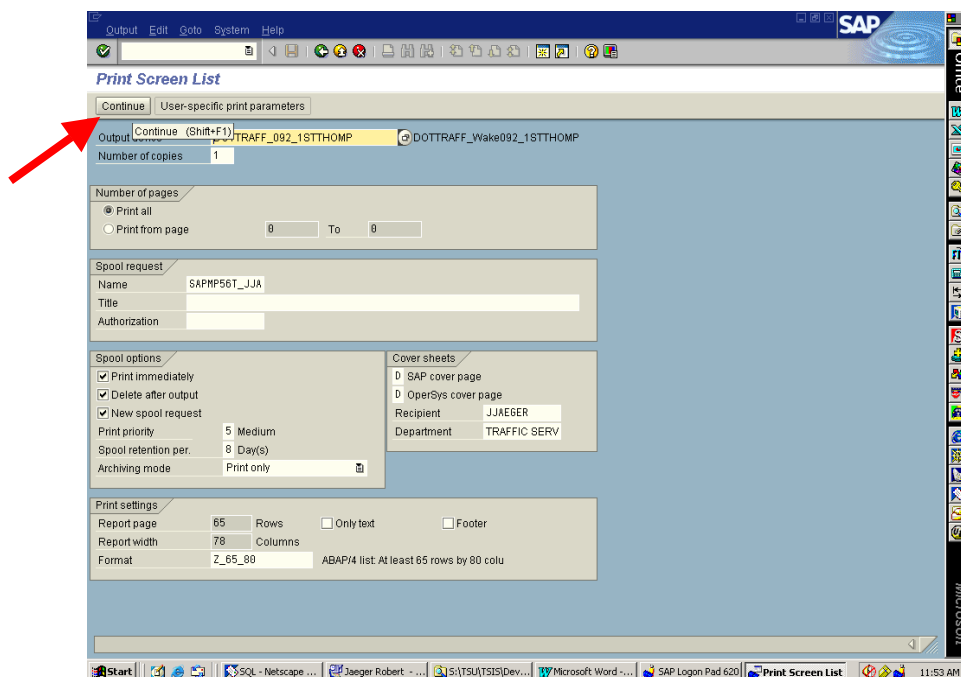 Output Edit Goto System Help
SAP
Print Screen List
Continue User-specific print parameters
Continue (Shift+F1)
Output TTRAFF_092_1STTHOMP DOTTRAFF_Wake092_1STTHOMP
Number of copies 1
Number of pages
Print all
Print from page 0 To 0
Spool request
Name SAPMP56T_JJA
Title
Authorization
Spool options
Print immediately
Delete after output
New spool request
Print priority 5 Medium
Spool retention per. 8 Day(s)
Archiving mode Print only
Cover sheets
D SAP cover page
D OperSys cover page
Recipient JJAEGER
Department TRAFFIC SERV
Print settings
Report page 65 Rows Only text Footer
Report width 78 Columns
Format Z_65_80 ABAP/4 list: At least 65 rows by 80 colu
Office
Microsoft
Start SQL - Netscape ... Jaeger Robert - ... S:\TSU\TSIS\Dev... Microsoft Word -... SAP Logon Pad 620 Print Screen List 11:53 AM